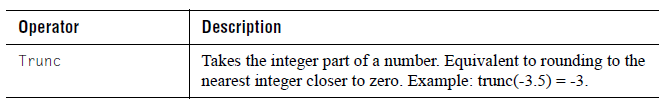 Operator Description
Trunc Takes the integer part of a number. Equivalent to rounding to the
nearest integer closer to zero. Example: trunc(-3.5) = -3.